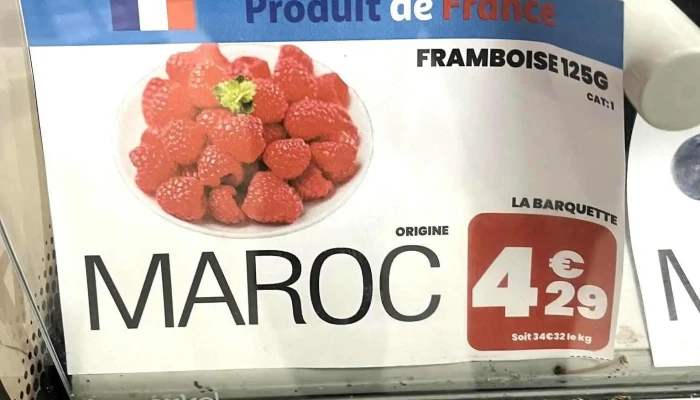 Produit de France
FRAMBOISE 125G
CAT:1
LA BARQUETTE
ORIGINE
MAROC
4€29
Soit 34€32 le kg